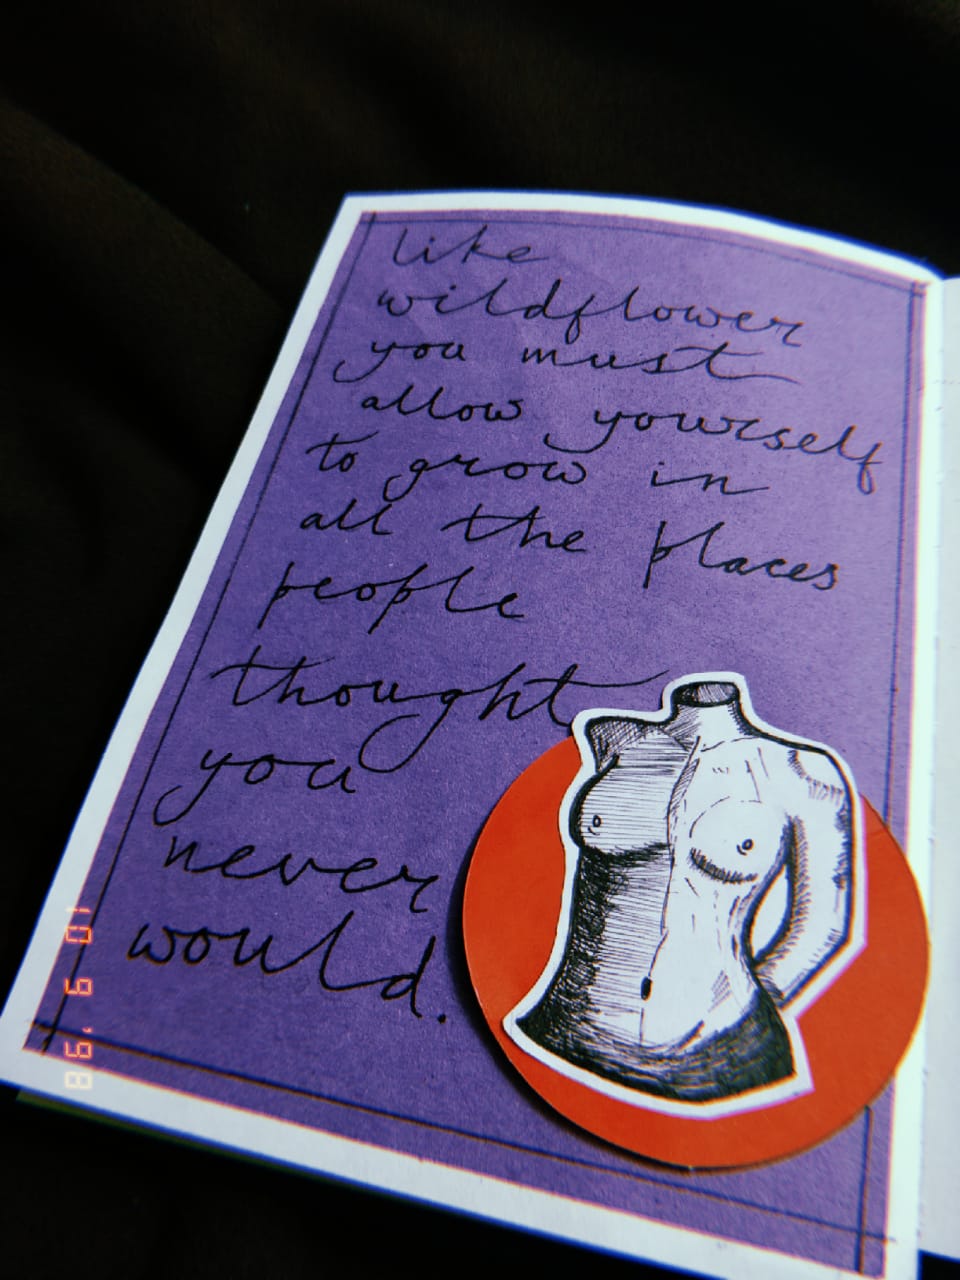 like
wildflower
you must
allow yourself
to grow in
all the places
people
thought
you
never
would.
10 9 '98